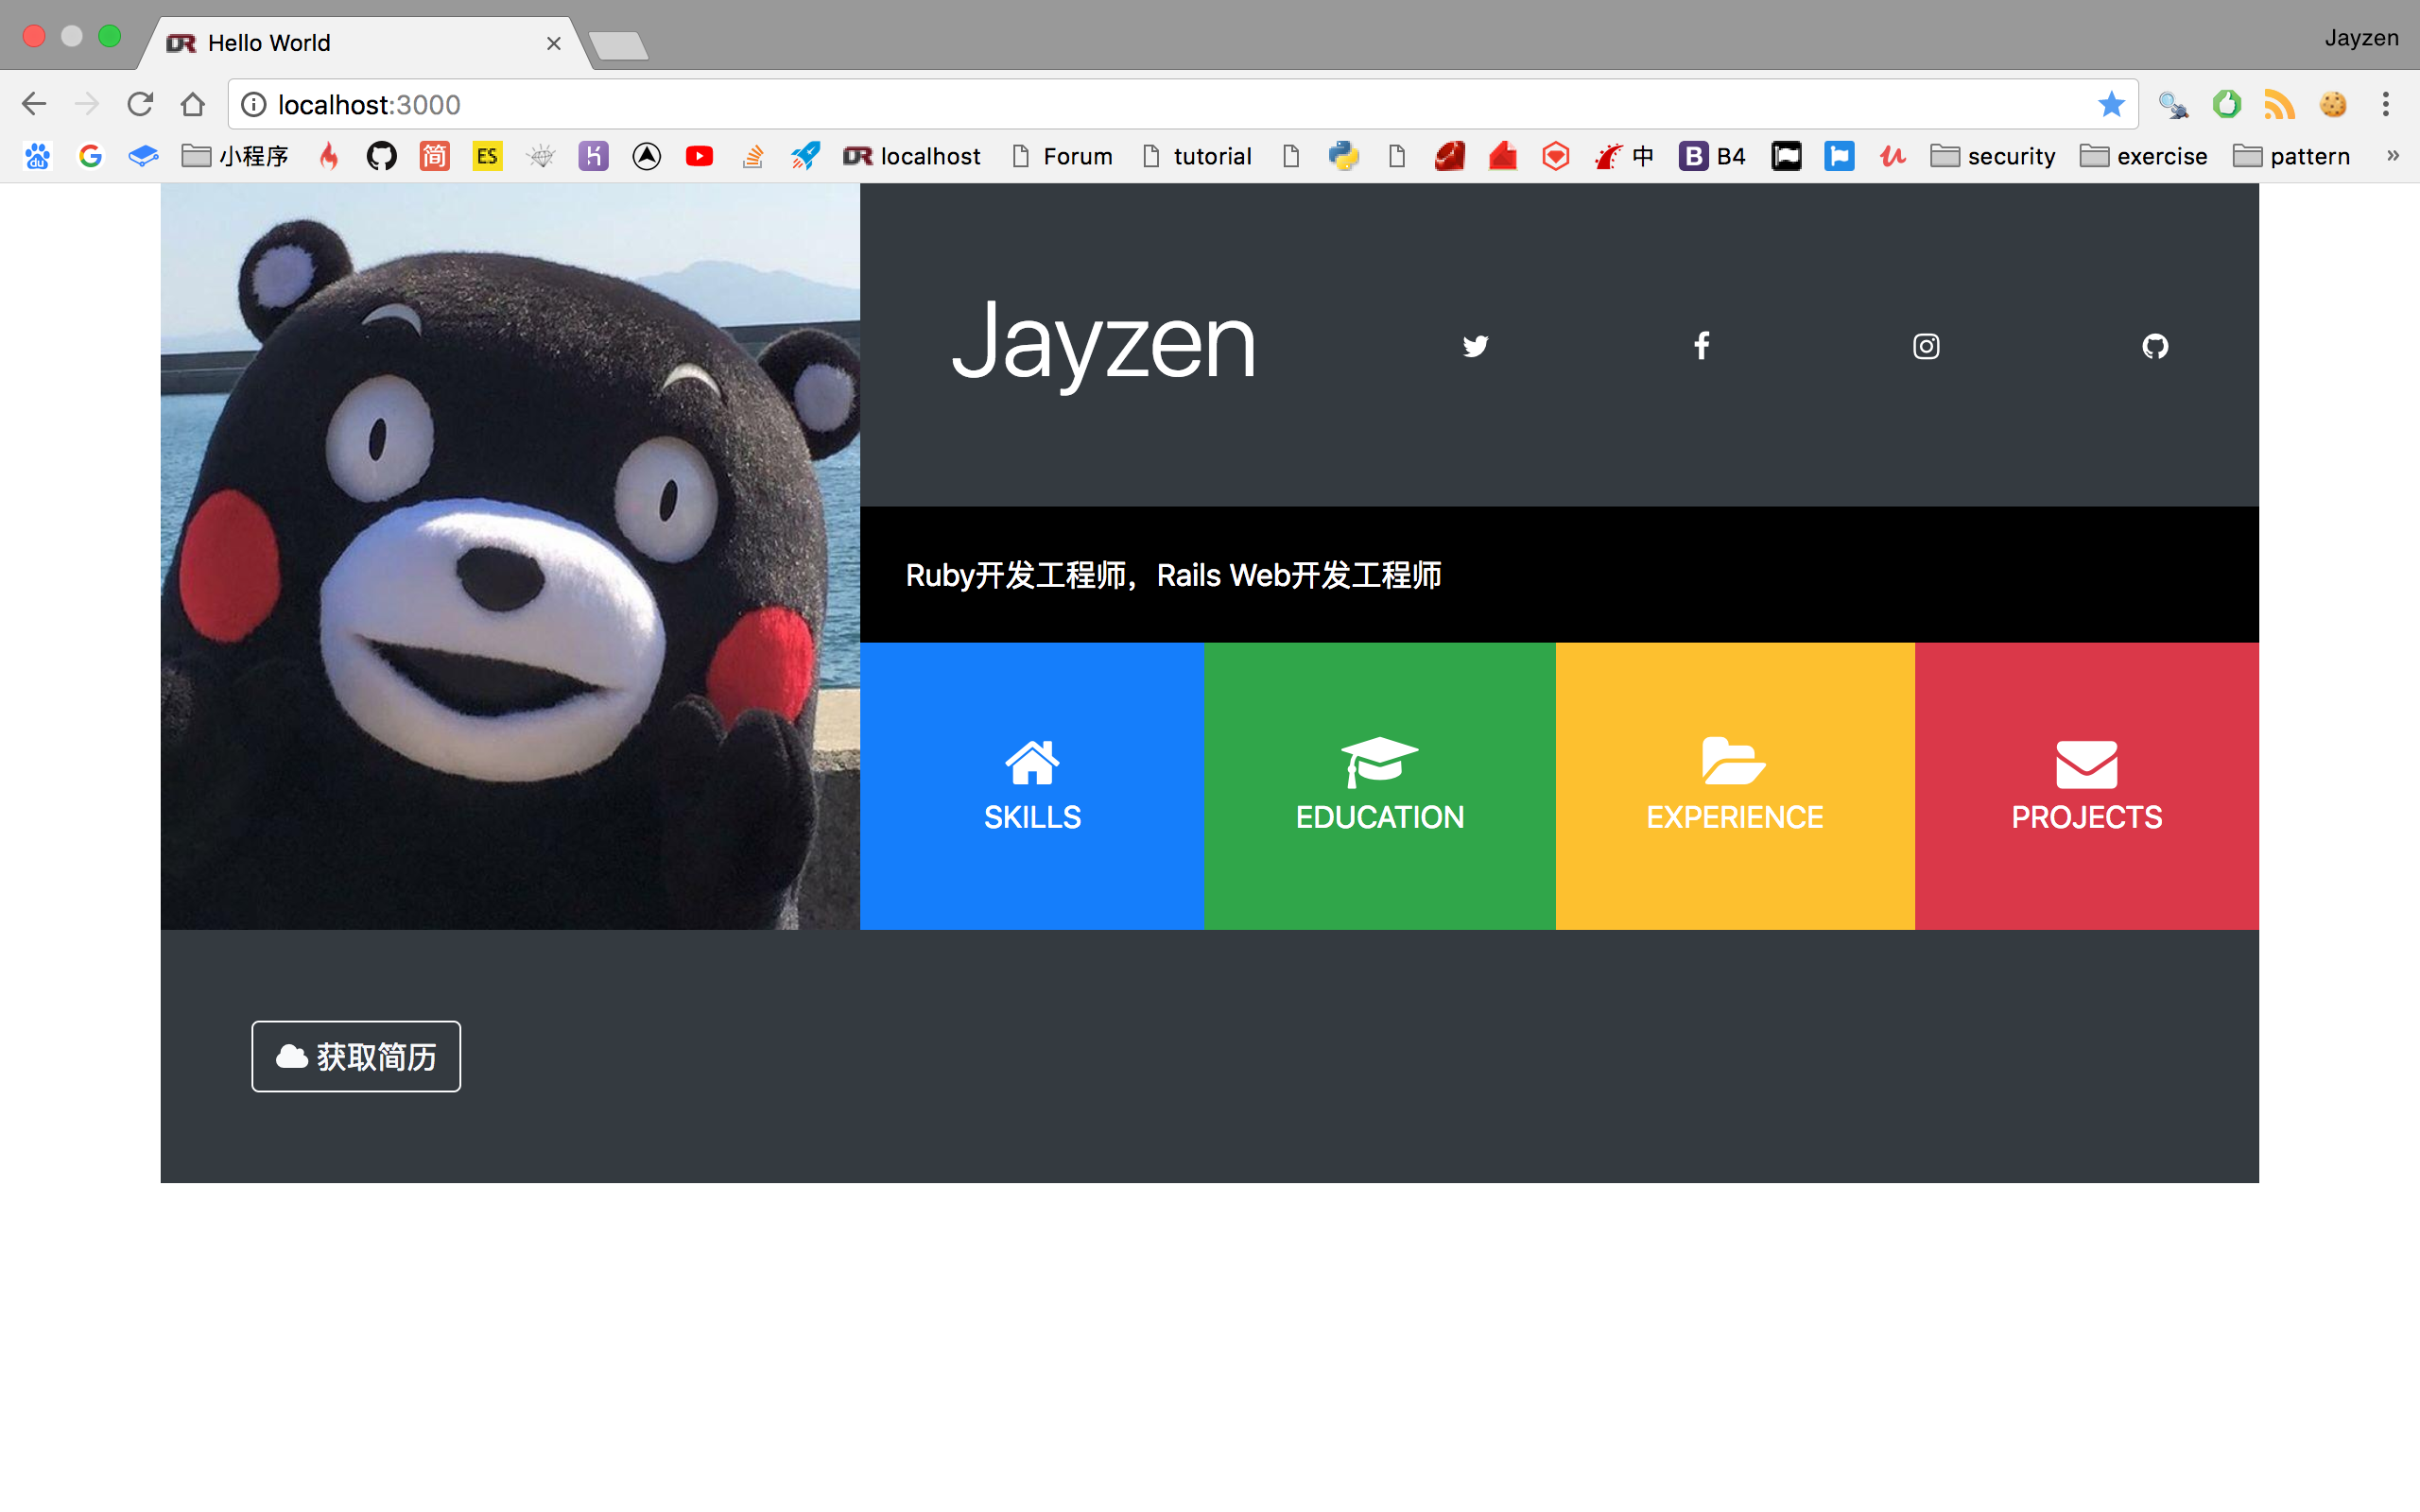 Hello World
Jayzen
localhost:3000
小程序
简
ES
localhost
Forum
tutorial
中
B B4
security
exercise
pattern
Jayzen
Ruby开发工程师，Rails Web开发工程师
SKILLS
EDUCATION
EXPERIENCE
PROJECTS
获取简历